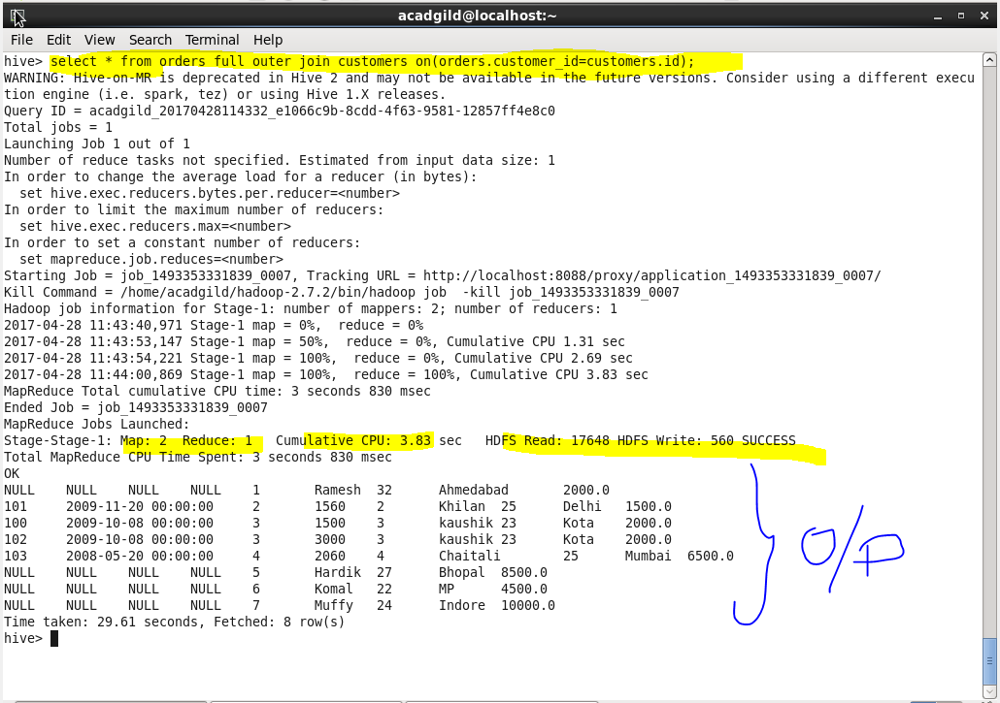 acadgild@localhost:~
File Edit View Search Terminal Help
hive> select * from orders full outer join customers on(orders.customer_id=customers.id);
WARNING: Hive-on-MR is deprecated in Hive 2 and may not be available in the future versions. Consider using a different execu
tion engine (i.e. spark, tez) or using Hive 1.X releases.
Query ID = acadgild_20170428114332_e1066c9b-8cdd-4f63-9581-12857ff4e8c0
Total jobs = 1
Launching Job 1 out of 1
Number of reduce tasks not specified. Estimated from input data size: 1
In order to change the average load for a reducer (in bytes):
  set hive.exec.reducers.bytes.per.reducer=<number>
In order to limit the maximum number of reducers:
  set hive.exec.reducers.max=<number>
In order to set a constant number of reducers:
  set mapreduce.job.reduces=<number>
Starting Job = job_1493353331839_0007, Tracking URL = http://localhost:8088/proxy/application_1493353331839_0007/
Kill Command = /home/acadgild/hadoop-2.7.2/bin/hadoop job  -kill job_1493353331839_0007
Hadoop job information for Stage-1: number of mappers: 2; number of reducers: 1
2017-04-28 11:43:40,971 Stage-1 map = 0%,  reduce = 0%
2017-04-28 11:43:53,147 Stage-1 map = 50%,  reduce = 0%, Cumulative CPU 1.31 sec
2017-04-28 11:43:54,221 Stage-1 map = 100%,  reduce = 0%, Cumulative CPU 2.69 sec
2017-04-28 11:44:00,869 Stage-1 map = 100%,  reduce = 100%, Cumulative CPU 3.83 sec
MapReduce Total cumulative CPU time: 3 seconds 830 msec
Ended Job = job_1493353331839_0007
MapReduce Jobs Launched:
Stage-Stage-1: Map: 2  Reduce: 1   Cumulative CPU: 3.83 sec   HDFS Read: 17648 HDFS Write: 560 SUCCESS
Total MapReduce CPU Time Spent: 3 seconds 830 msec
OK
NULL NULL NULL NULL 1 Ramesh 32 Ahmedabad 2000.0
101 2009-11-20 00:00:00 2 1560 2 Khilan 25 Delhi 1500.0
100 2009-10-08 00:00:00 3 1500 3 kaushik 23 Kota 2000.0
102 2009-10-08 00:00:00 3 3000 3 kaushik 23 Kota 2000.0
103 2008-05-20 00:00:00 4 2060 4 Chaitali 25 Mumbai 6500.0
NULL NULL NULL NULL 5 Hardik 27 Bhopal 8500.0
NULL NULL NULL NULL 6 Komal 22 MP 4500.0
NULL NULL NULL NULL 7 Muffy 24 Indore 10000.0
O/P
Time taken: 29.61 seconds, Fetched: 8 row(s)
hive>